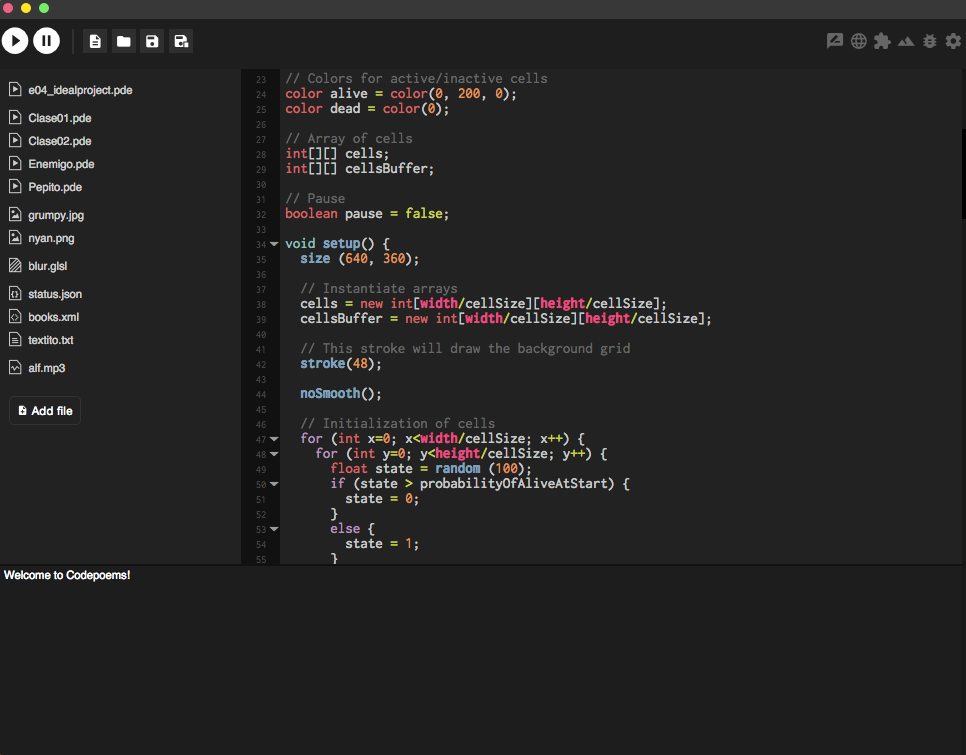 e04_idealproject.pde
Clase01.pde
Clase02.pde
Enemigo.pde
Pepito.pde
grumpy.jpg
nyan.png
blur.glsl
status.json
books.xml
textito.txt
alf.mp3
Add file
23 // Colors for active/inactive cells
24 color alive = color(0, 200, 0);
25 color dead = color(0);
26
27 // Array of cells
28 int[][] cells;
29 int[][] cellsBuffer;
30
31 // Pause
32 boolean pause = false;
33
34 void setup() {
35 size (640, 360);
36
37 // Instantiate arrays
38 cells = new int[width/cellSize][height/cellSize];
39 cellsBuffer = new int[width/cellSize][height/cellSize];
40
41 // This stroke will draw the background grid
42 stroke(48);
43
44 noSmooth();
45
46 // Initialization of cells
47 for (int x=0; x<width/cellSize; x++) {
48 for (int y=0; y<height/cellSize; y++) {
49 float state = random (100);
50 if (state > probabilityOfAliveAtStart) {
51 state = 0;
52 }
53 else {
54 state = 1;
55 }
Welcome to Codepoems!